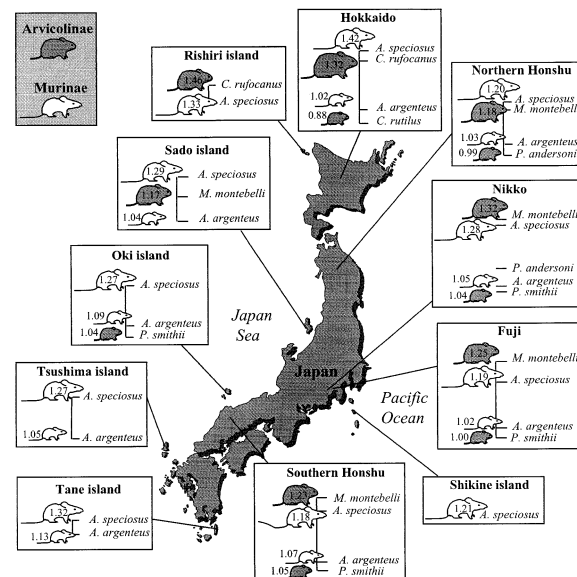 Arvicolinae
Murinae
Hokkaido
1.42
A. speciosus
C. rufocanus
1.32
1.02
A. argenteus
0.88
C. rutilus
Rishiri island
1.46
C. rufocanus
1.33
A. speciosus
Northern Honshu
1.20
A. speciosus
M. montebelli
1.18
1.03
A. argenteus
0.99
P. andersoni
Sado island
1.29
A. speciosus
1.12
M. montebelli
1.04
A. argenteus
Nikko
1.32
M. montebelli
A. speciosus
1.28
P. andersoni
1.05
A. argenteus
1.04
P. smithii
Oki island
1.27
A. speciosus
1.09
A. argenteus
1.04
P. smithii
Japan
Sea
Japan
Pacific
Ocean
Fuji
1.25
M. montebelli
1.19
A. speciosus
1.02
A. argenteus
1.00
P. smithii
Tsushima island
1.27
A. speciosus
1.05
A. argenteus
Tane island
1.32
A. speciosus
A. argenteus
1.13
Southern Honshu
1.23
M. montebelli
A. speciosus
1.18
1.07
A. argenteus
1.05
P. smithii
Shikine island
1.21
A. speciosus